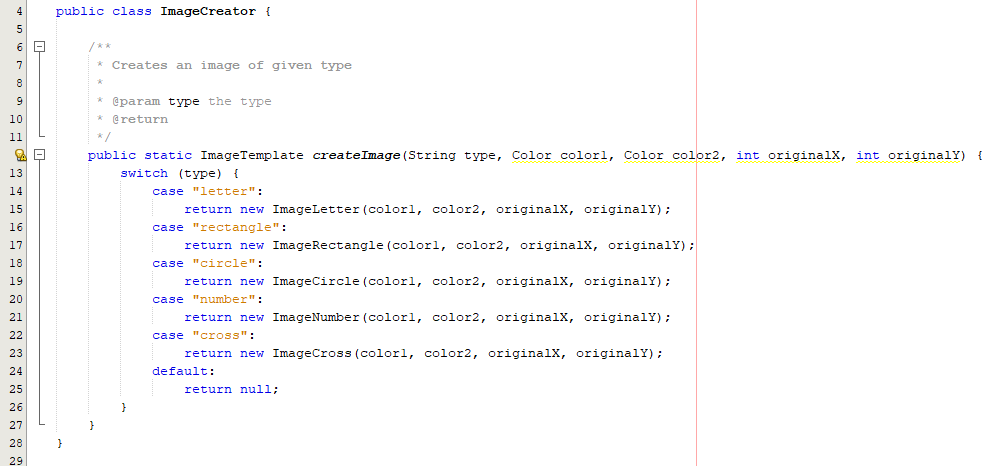 4 public class ImageCreator {
5
6 /**
7 * Creates an image of given type
8 *
9 * @param type the type
10 * @return
11 */
public static ImageTemplate createImage(String type, Color color1, Color color2, int originalX, int originalY) {
13 switch (type) {
14 case "letter":
15 return new ImageLetter(color1, color2, originalX, originalY);
16 case "rectangle":
17 return new ImageRectangle(color1, color2, originalX, originalY);
18 case "circle":
19 return new ImageCircle(color1, color2, originalX, originalY);
20 case "number":
21 return new ImageNumber(color1, color2, originalX, originalY);
22 case "cross":
23 return new ImageCross(color1, color2, originalX, originalY);
24 default:
25 return null;
26 }
27 }
28 }
29